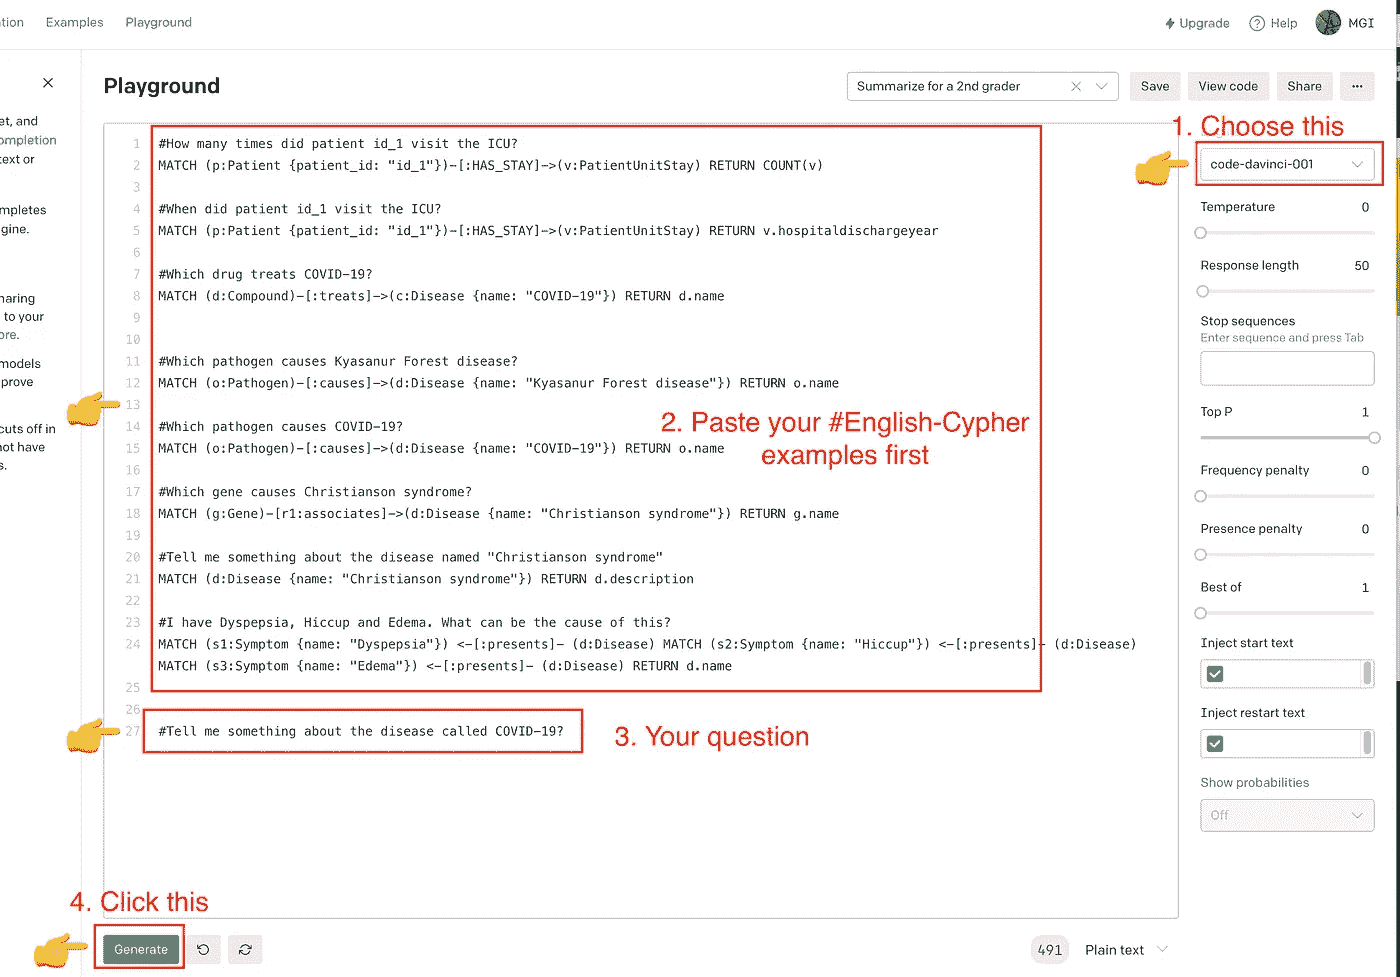 tion Examples Playground Upgrade Help MGI
Playground
Summarize for a 2nd grader
Save View code Share ...
et, and
ompletion
text or
mpletes
gine.
haring
to your
ore.
models
prove
cuts off in
not have
s.
1 #How many times did patient id_1 visit the ICU?
2 MATCH (p:Patient {patient_id: "id_1"})-[:HAS_STAY]->(v:PatientUnitStay) RETURN COUNT(v)
3
4 #When did patient id_1 visit the ICU?
5 MATCH (p:Patient {patient_id: "id_1"})-[:HAS_STAY]->(v:PatientUnitStay) RETURN v.hospitaldischargeyear
6
7 #Which drug treats COVID-19?
8 MATCH (d:Compound)-[:treats]->(c:Disease {name: "COVID-19"}) RETURN d.name
9
10
11 #Which pathogen causes Kyasanur Forest disease?
12 MATCH (o:Pathogen)-[:causes]->(d:Disease {name: "Kyasanur Forest disease"}) RETURN o.name
13
14 #Which pathogen causes COVID-19?
15 MATCH (o:Pathogen)-[:causes]->(d:Disease {name: "COVID-19"}) RETURN o.name
16
17 #Which gene causes Christianson syndrome?
18 MATCH (g:Gene)-[r1:associates]->(d:Disease {name: "Christianson syndrome"}) RETURN g.name
19
20 #Tell me something about the disease named "Christianson syndrome"
21 MATCH (d:Disease {name: "Christianson syndrome"}) RETURN d.description
22
23 #I have Dyspepsia, Hiccup and Edema. What can be the cause of this?
24 MATCH (s1:Symptom {name: "Dyspepsia"}) <-[:presents]- (d:Disease) MATCH (s2:Symptom {name: "Hiccup"}) <-[:presents]- (d:Disease)
MATCH (s3:Symptom {name: "Edema"}) <-[:presents]- (d:Disease) RETURN d.name
25
26
27 #Tell me something about the disease called COVID-19?
2. Paste your #English-Cypher
examples first
3. Your question
4. Click this
Generate
491 Plain text
1. Choose this
code-davinci-001
Temperature 0
Response length 50
Stop sequences
Enter sequence and press Tab
Top P 1
Frequency penalty 0
Presence penalty 0
Best of 1
Inject start text
Inject restart text
Show probabilities
Off